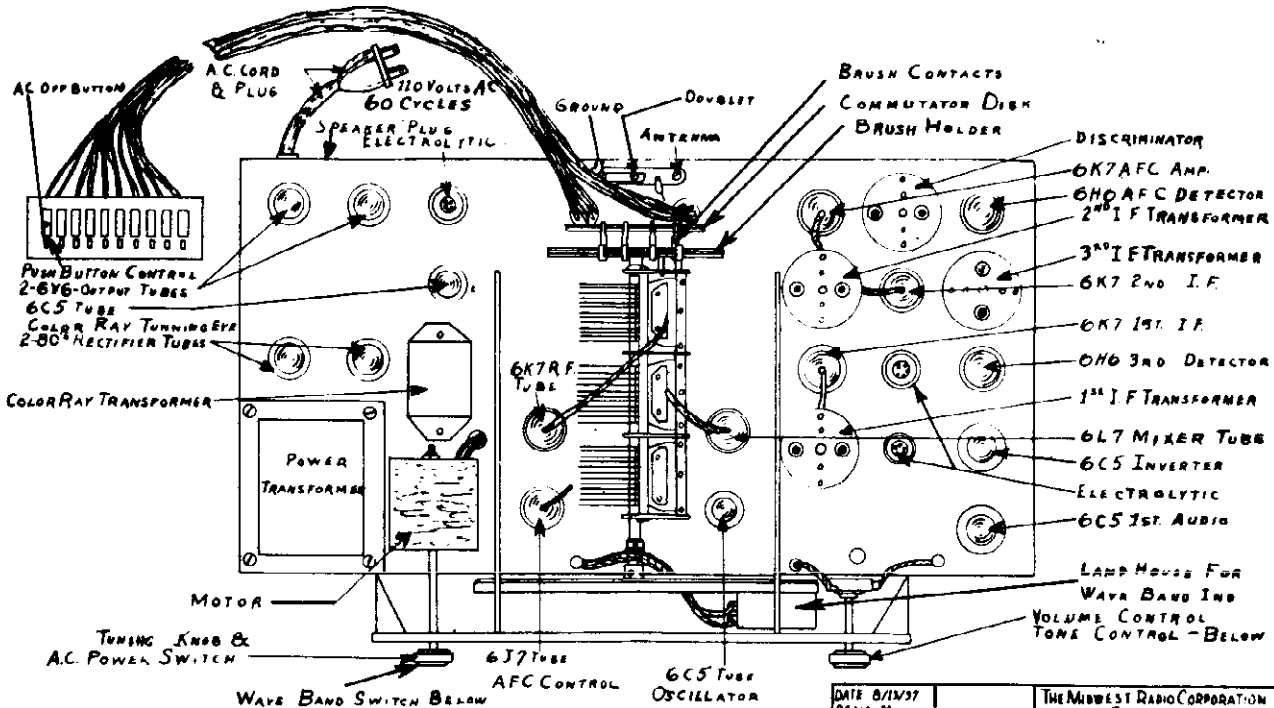 AC OFF BUTTON
A.C. CORD
& PLUG
110 VOLTS AC
60 CYCLES
SPEAKER PLUG
ELECTROLYTIC
GROUND
DOUBLET
ANTENNA
BRUSH CONTACTS
COMMUTATOR DISK
BRUSH HOLDER
DISCRIMINATOR
6K7 AFC AMP.
6H6 AFC DETECTOR
2ND I F TRANSFORMER
3RD I F TRANSFORMER
6K7 2ND I.F.
6K7 1ST. I.F.
6H6 3RD DETECTOR
1ST I.F TRANSFORMER
6L7 MIXER TUBE
6C5 INVERTER
ELECTROLYTIC
6C5 1ST. AUDIO
LAND HOUSE FOR
WAVE BAND IND
VOLUME CONTROL
TONE CONTROL - BELOW
PUSH BUTTON CONTROL
2-6V6-OUTPUT TUBES
6C5 TUBE
COLOR RAY TUNNING EYE
2-80S RECTIFIER TUBES
COLOR RAY TRANSFORMER
6K7 R.F.
TUBE
POWER
TRANSFORMER
MOTOR
TUNING KNOB &
A.C. POWER SWITCH
WAVE BAND SWITCH BELOW
6J7 TUBE
AFC CONTROL
6C5 TUBE
OSCILLATOR
DATE 8/13/37
THE MIDWEST RADIO CORPORATION